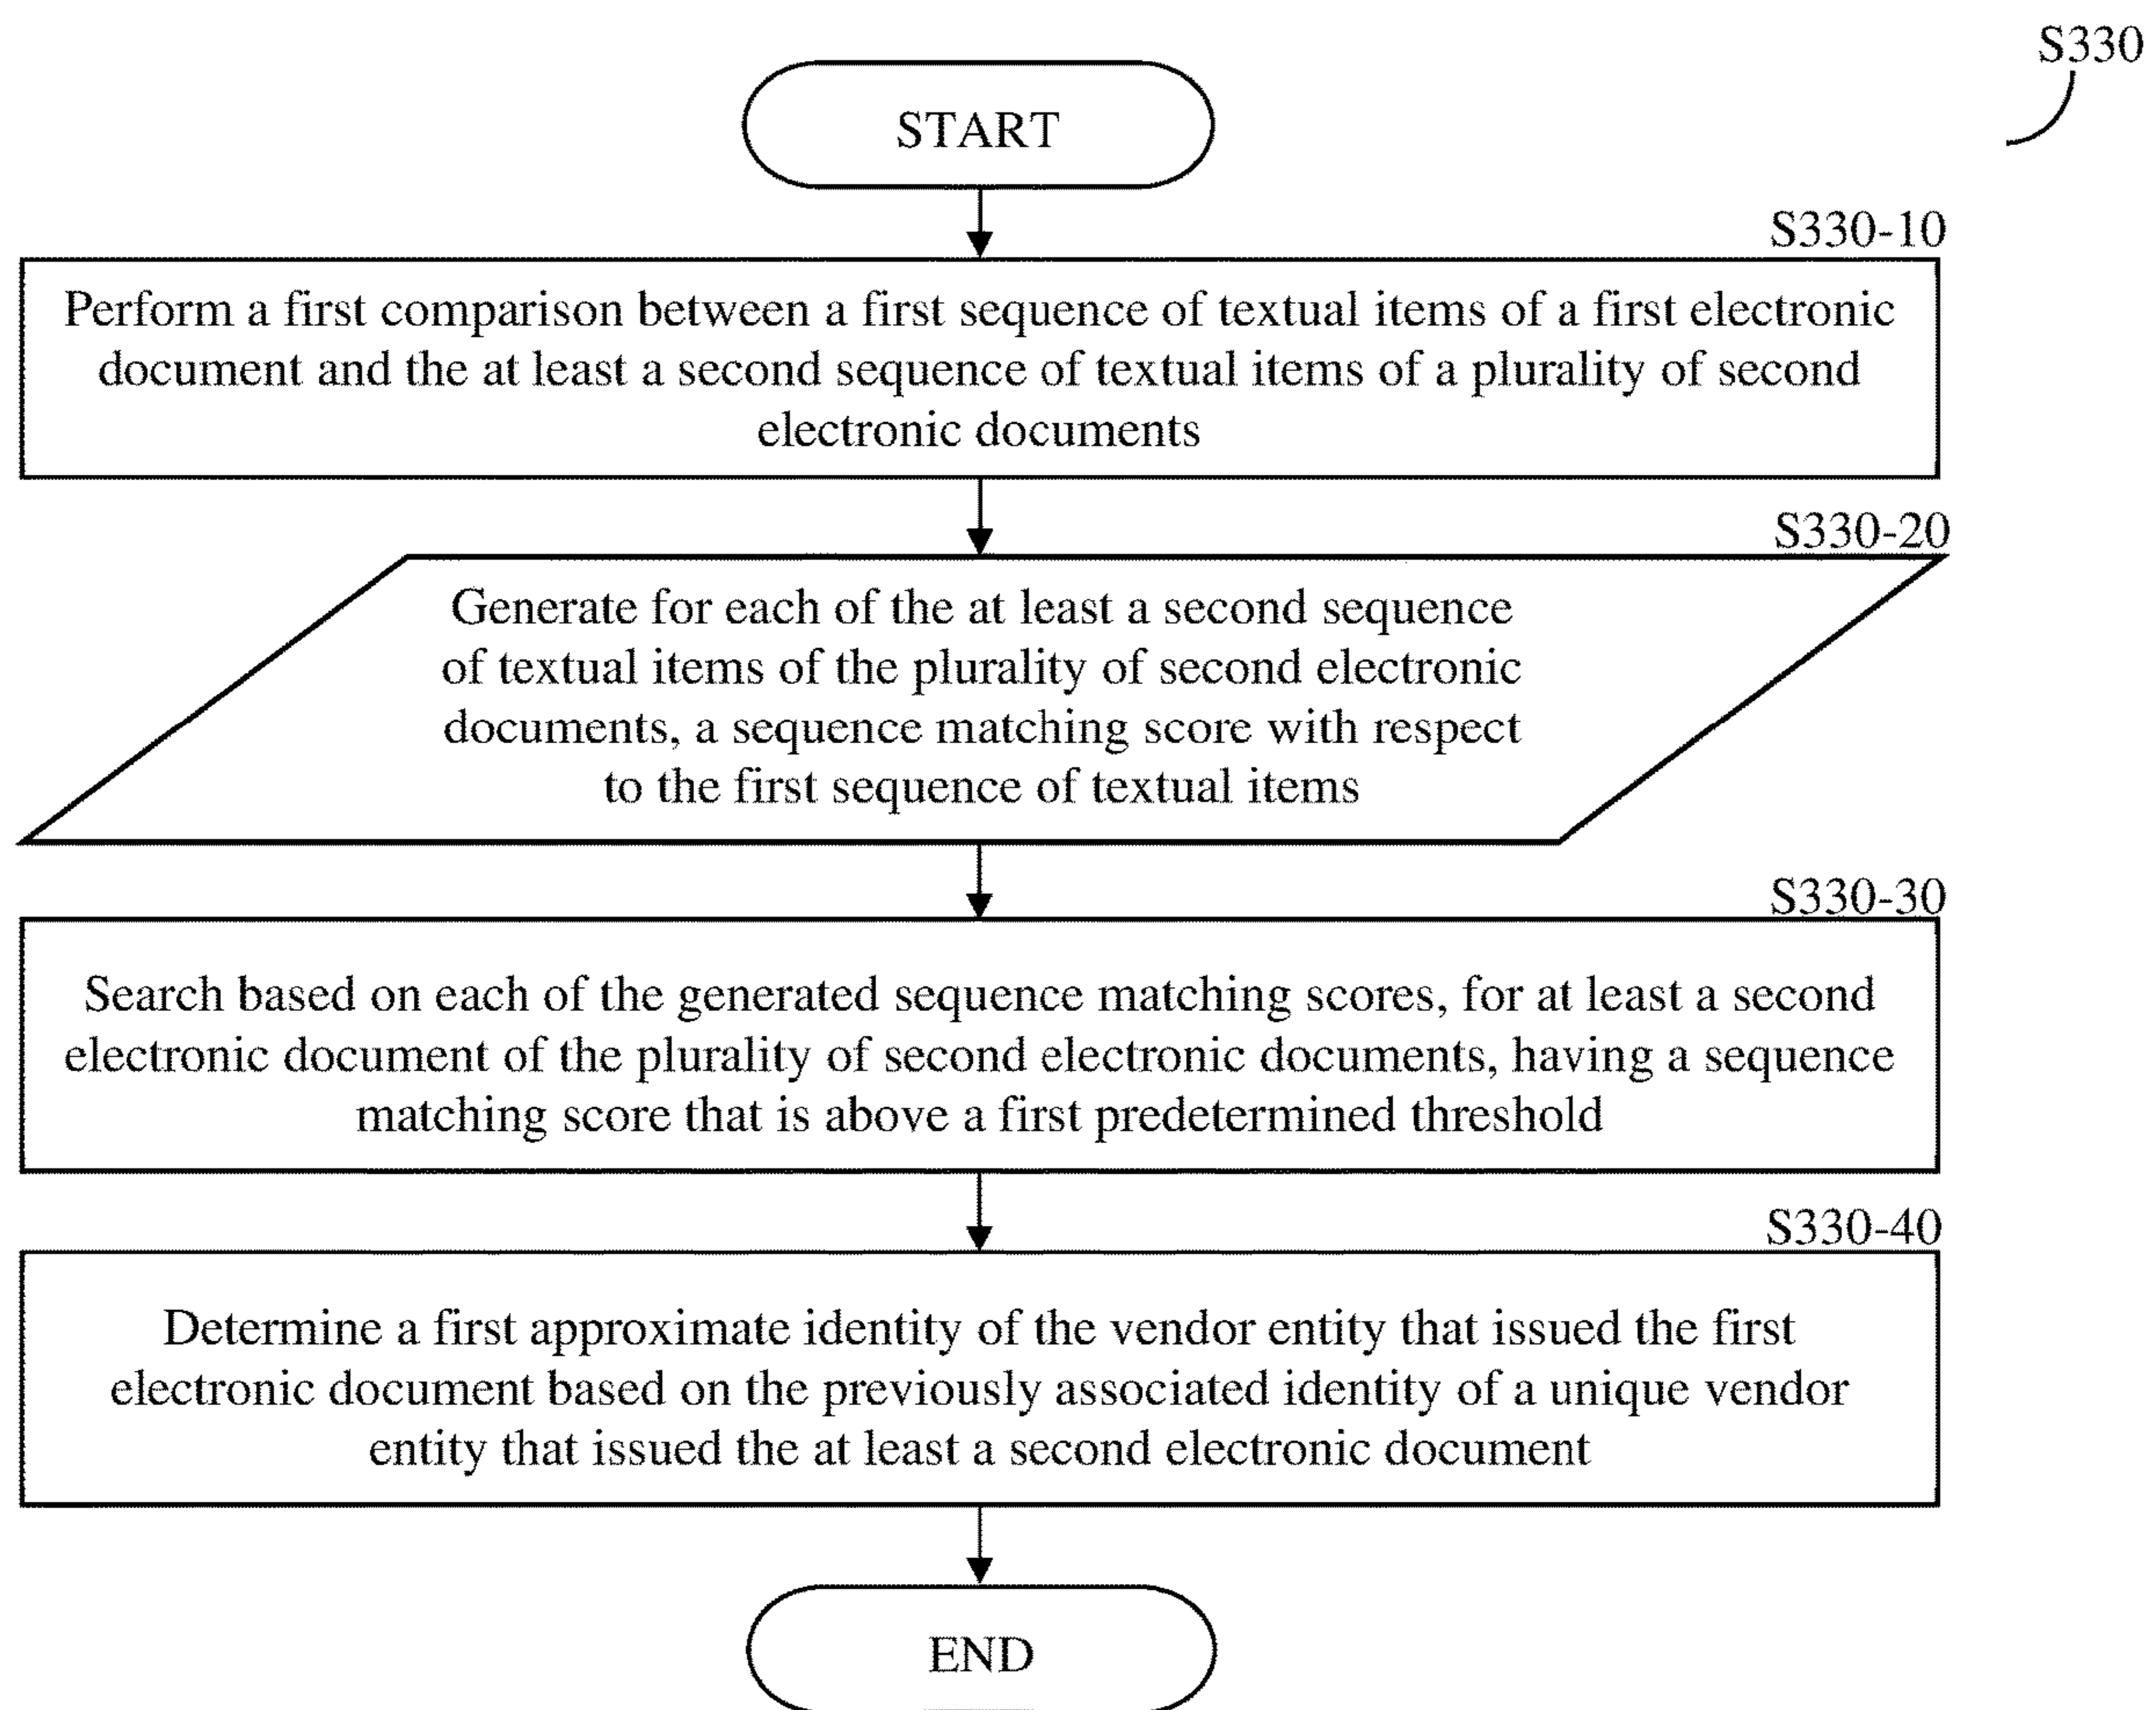 S330
START
S330-10
Perform a first comparison between a first sequence of textual items of a first electronic
document and the at least a second sequence of textual items of a plurality of second
electronic documents
S330-20
Generate for each of the at least a second sequence
of textual items of the plurality of second electronic
documents, a sequence matching score with respect
to the first sequence of textual items
S330-30
Search based on each of the generated sequence matching scores, for at least a second
electronic document of the plurality of second electronic documents, having a sequence
matching score that is above a first predetermined threshold
S330-40
Determine a first approximate identity of the vendor entity that issued the first
electronic document based on the previously associated identity of a unique vendor
entity that issued the at least a second electronic document
END